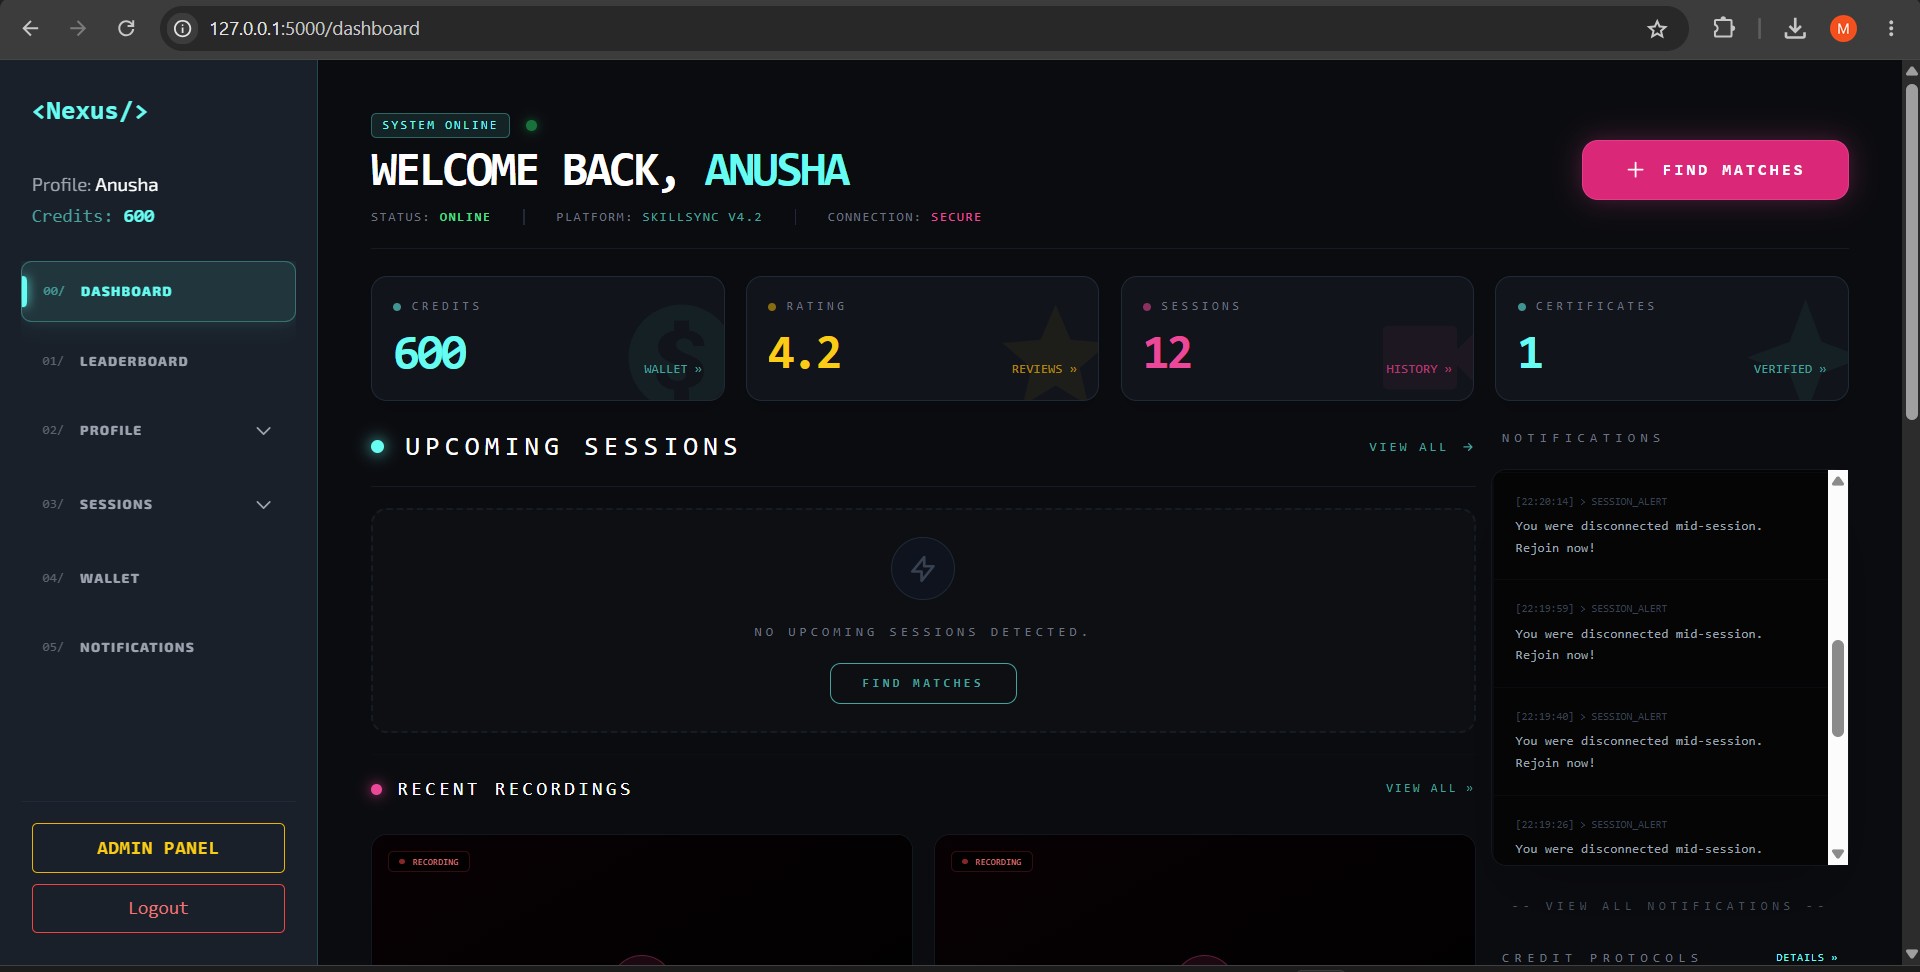 127.0.0.1:5000/dashboard
M
<Nexus/>
Profile: Anusha
Credits: 600
00/ DASHBOARD
01/ LEADERBOARD
02/ PROFILE
03/ SESSIONS
04/ WALLET
05/ NOTIFICATIONS
ADMIN PANEL
Logout
SYSTEM ONLINE
WELCOME BACK, ANUSHA
STATUS: ONLINE PLATFORM: SKILLSYNC V4.2 CONNECTION: SECURE
+ FIND MATCHES
CREDITS
600
WALLET »
RATING
4.2
REVIEWS »
SESSIONS
12
HISTORY »
CERTIFICATES
1
VERIFIED »
UPCOMING SESSIONS
VIEW ALL →
NO UPCOMING SESSIONS DETECTED.
FIND MATCHES
RECENT RECORDINGS
VIEW ALL »
RECORDING
RECORDING
NOTIFICATIONS
[22:20:14] > SESSION_ALERT
You were disconnected mid-session.
Rejoin now!
[22:19:59] > SESSION_ALERT
You were disconnected mid-session.
Rejoin now!
[22:19:40] > SESSION_ALERT
You were disconnected mid-session.
Rejoin now!
[22:19:26] > SESSION_ALERT
You were disconnected mid-session.
-- VIEW ALL NOTIFICATIONS --
CREDIT PROTOCOLS
DETAILS »